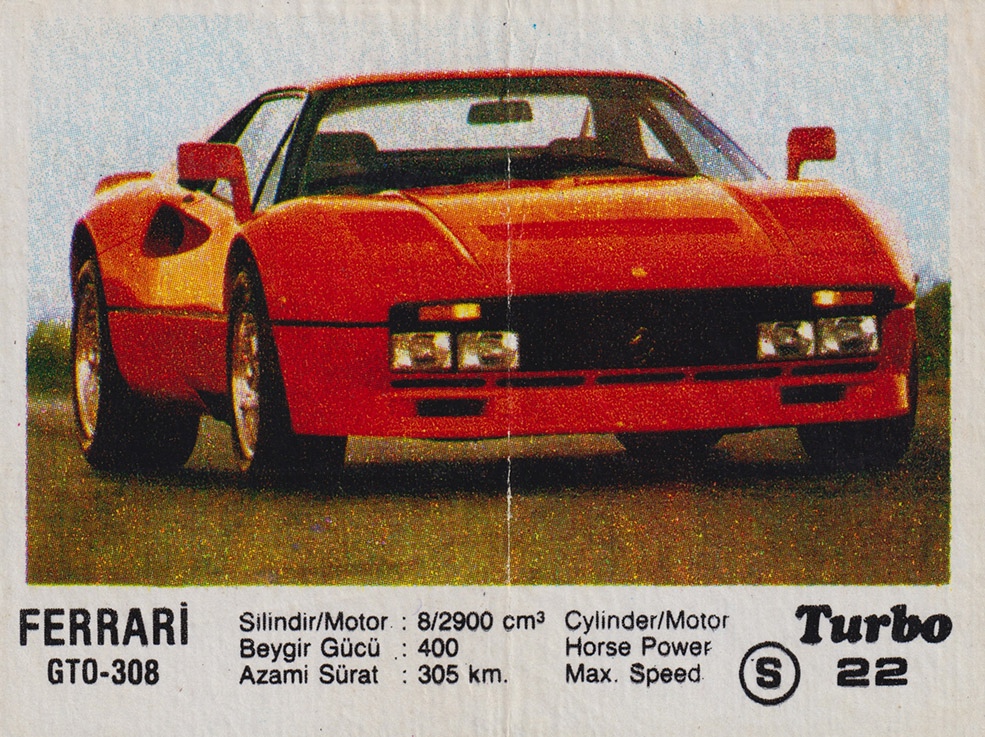 FERRARİ
GTO-308
Silindir/Motor : 8/2900 cm³ Cylinder/Motor
Beygir Gücü : 400 Horse Power
Azami Sürat : 305 km. Max. Speed
Turbo
S 22